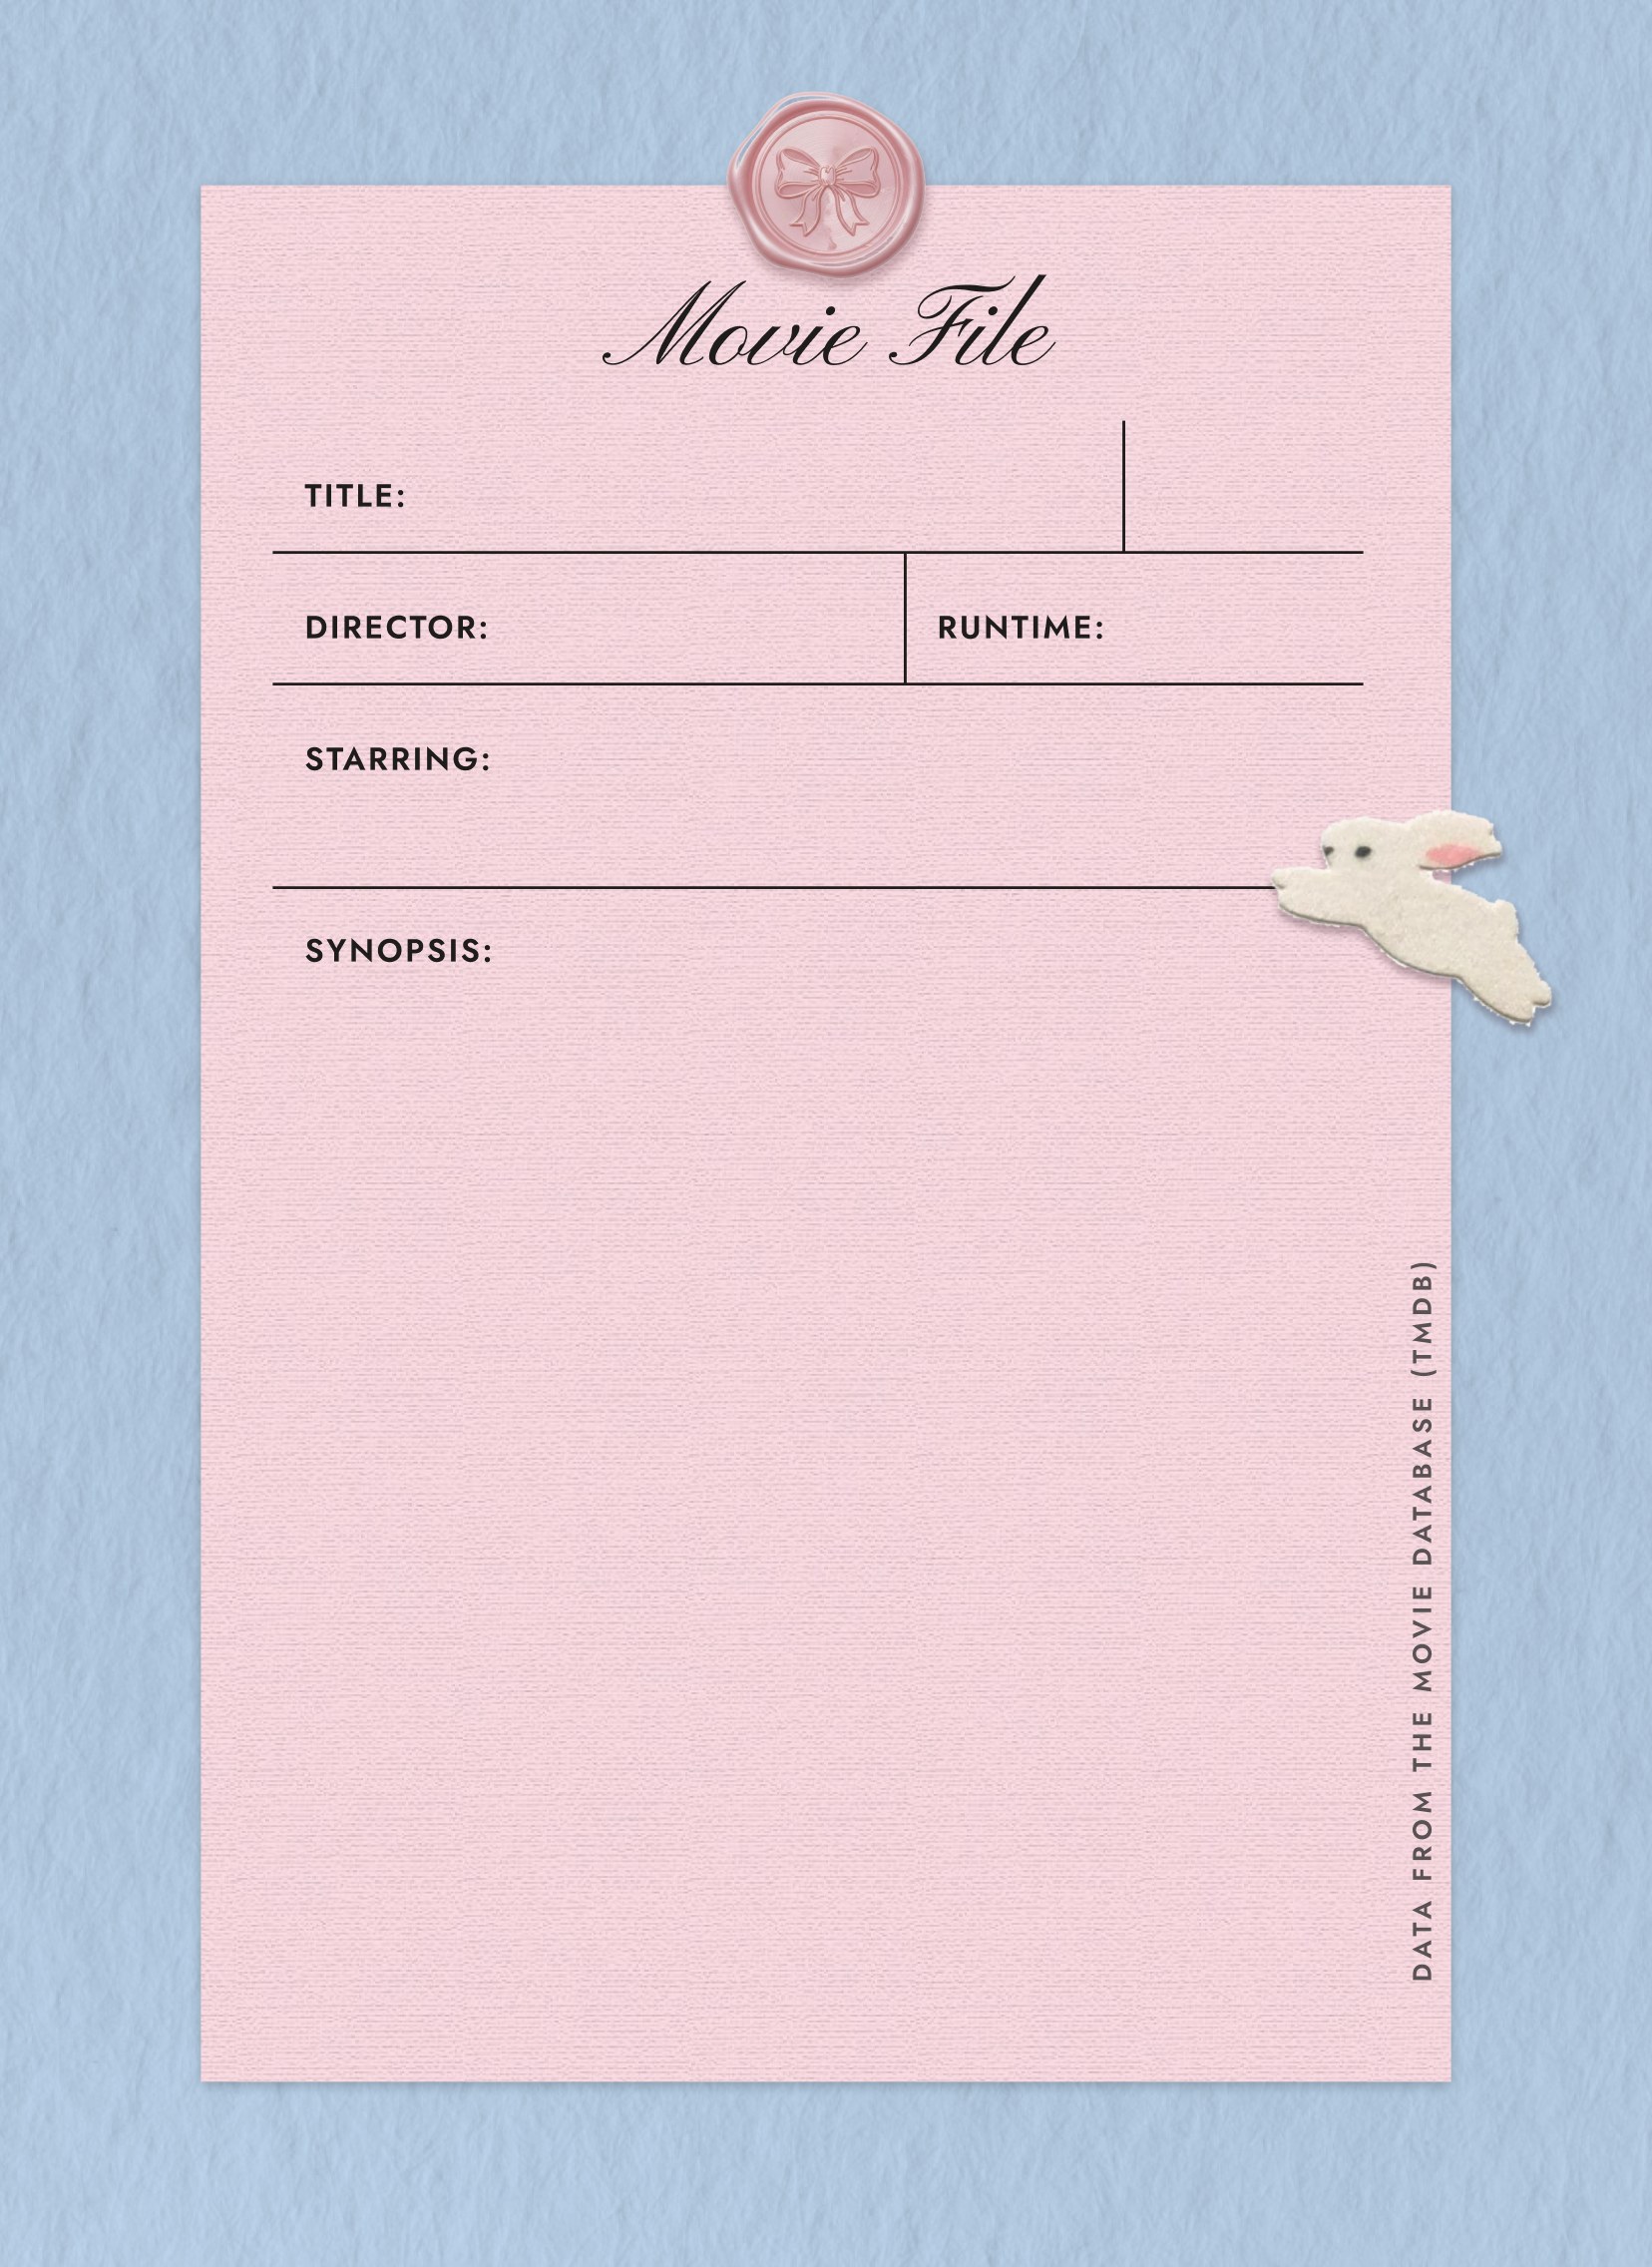 Movie File
TITLE:
DIRECTOR:
RUNTIME:
STARRING:
SYNOPSIS:
DATA FROM THE MOVIE DATABASE (TMDB)